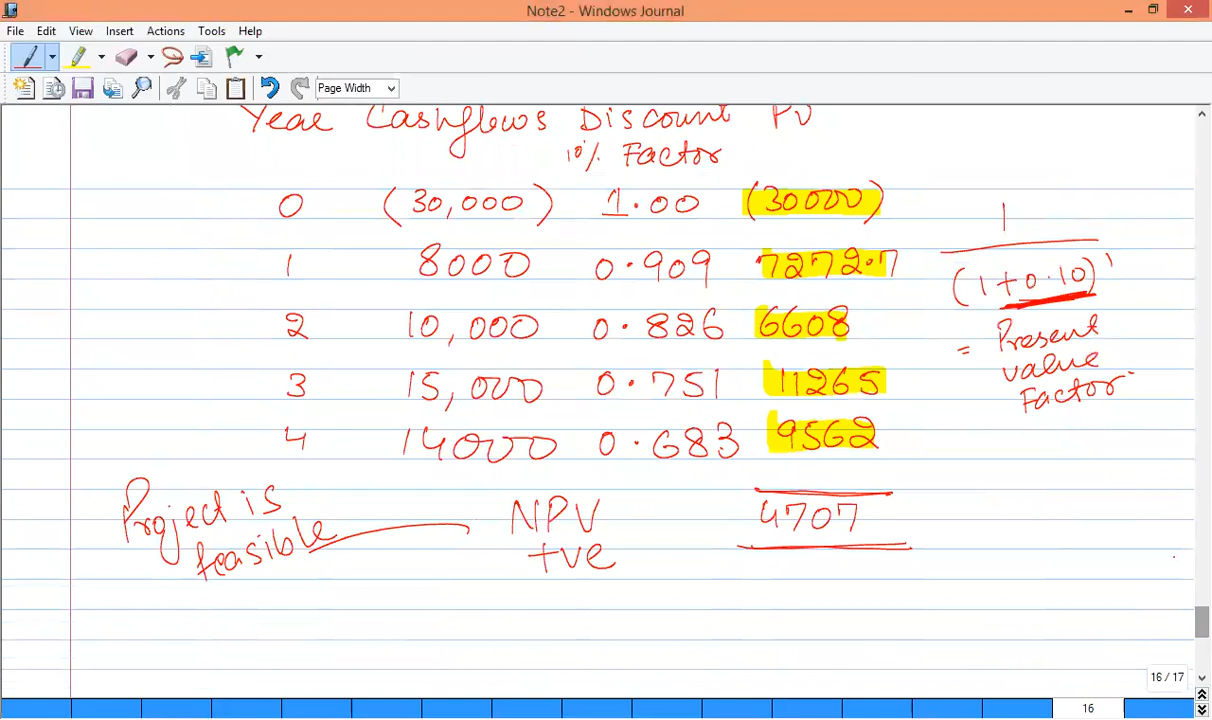 Note2 - Windows Journal
File Edit View Insert Actions Tools Help
Page Width
Year Cashflows Discount PV
10% Factor
0 (30,000) 1.00 (30000)
1 8000 0.909 7272.7
2 10,000 0.826 6608
3 15,000 0.751 11265
4 14000 0.683 9562
1
(1+0.10)¹
= Present
value
Factor
Project is
feasible
NPV 4707
+ve
16 / 17
16